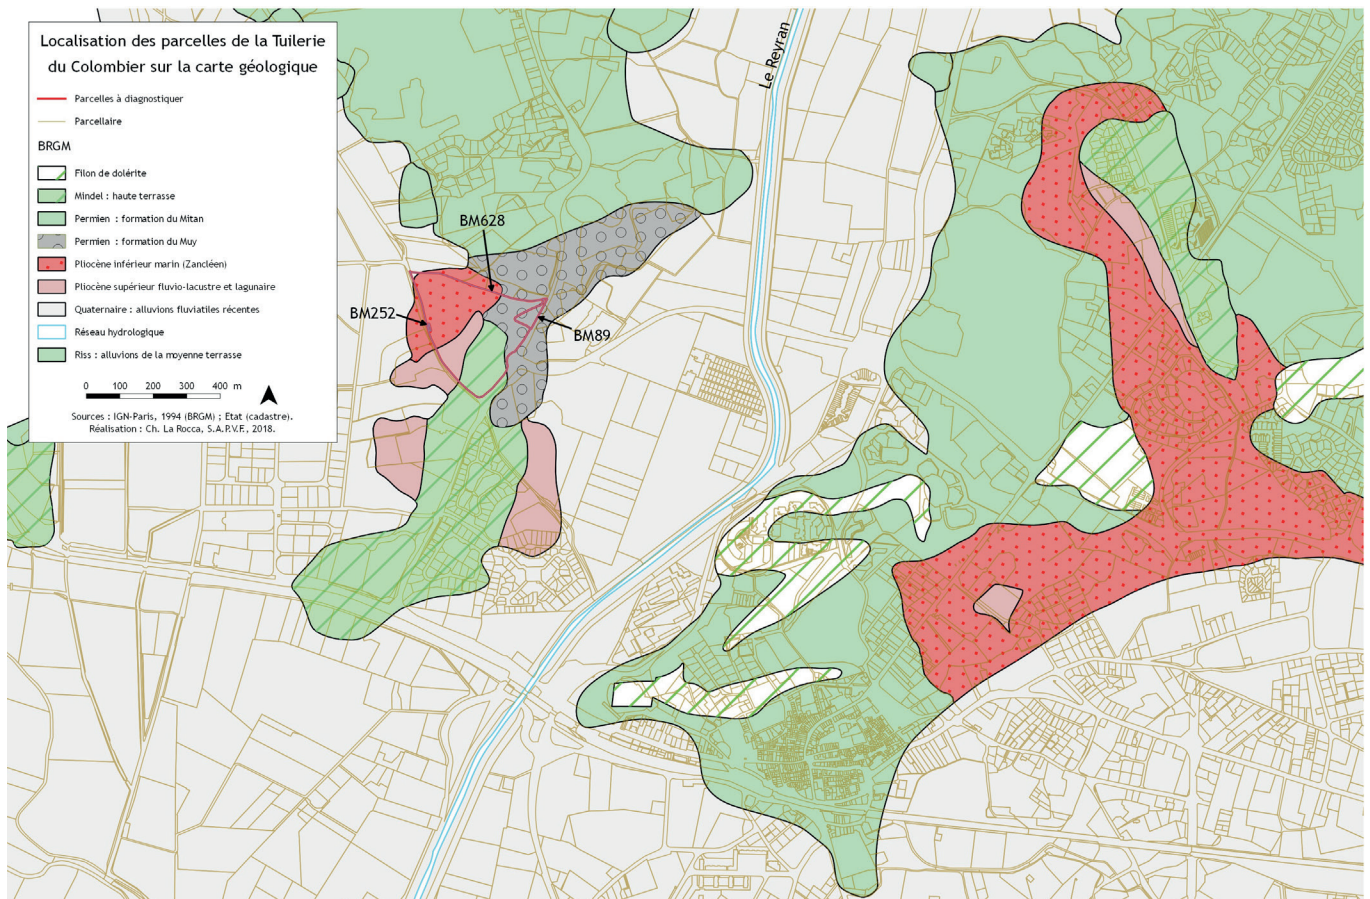 Localisation des parcelles de la Tuilerie
du Colombier sur la carte géologique
Parcelles à diagnostiquer
Parcellaire
BRGM
Filon de dolérite
Mindel : haute terrasse
Permien : formation du Mitan
Permien : formation du Muy
Pliocène inférieur marin (Zancléen)
Pliocène supérieur fluvio-lacustre et lagunaire
Quaternaire : alluvions fluviatiles récentes
Réseau hydrologique
Riss : alluvions de la moyenne terrasse
0 100 200 300 400 m
Sources : IGN-Paris, 1994 (BRGM) ; Etat (cadastre).
Réalisation : Ch. La Rocca, S.A.P.V.F., 2018.
Le Reyran
BM628
BM252
BM89